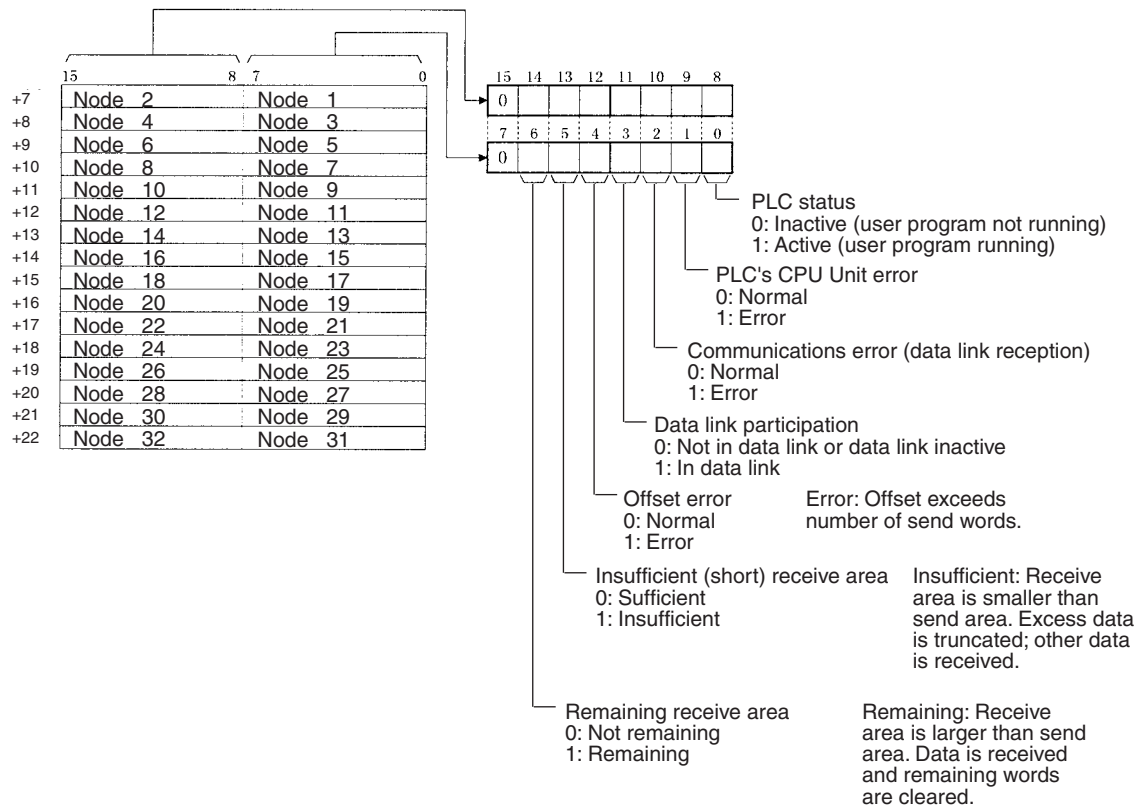 15 8 7 0
+7 Node 2 Node 1
+8 Node 4 Node 3
+9 Node 6 Node 5
+10 Node 8 Node 7
+11 Node 10 Node 9
+12 Node 12 Node 11
+13 Node 14 Node 13
+14 Node 16 Node 15
+15 Node 18 Node 17
+16 Node 20 Node 19
+17 Node 22 Node 21
+18 Node 24 Node 23
+19 Node 26 Node 25
+20 Node 28 Node 27
+21 Node 30 Node 29
+22 Node 32 Node 31
15 14 13 12 11 10 9 8
0
7 6 5 4 3 2 1 0
0
PLC status
0: Inactive (user program not running)
1: Active (user program running)
PLC's CPU Unit error
0: Normal
1: Error
Communications error (data link reception)
0: Normal
1: Error
Data link participation
0: Not in data link or data link inactive
1: In data link
Offset error
0: Normal
1: Error
Error: Offset exceeds
number of send words.
Insufficient (short) receive area
0: Sufficient
1: Insufficient
Insufficient: Receive
area is smaller than
send area. Excess data
is truncated; other data
is received.
Remaining receive area
0: Not remaining
1: Remaining
Remaining: Receive
area is larger than send
area. Data is received
and remaining words
are cleared.